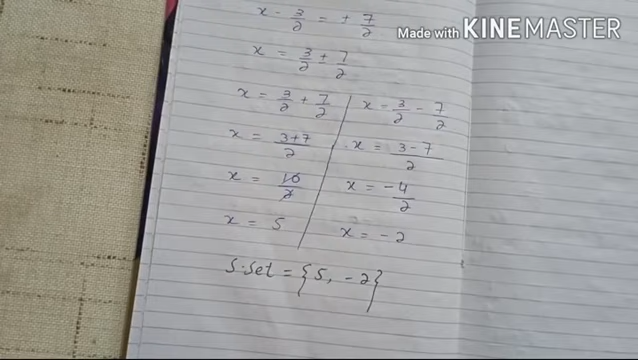 x - 3/2 = ± 7/2
Made with KINEMASTER
x = 3/2 ± 7/2
x = 3/2 + 7/2
x - 3/2 - 7/2
x = 3+7/2
x = 3-7/2
x = 10/2
x = -4/2
x = 5
x = -2
S.Set = {5, -2}